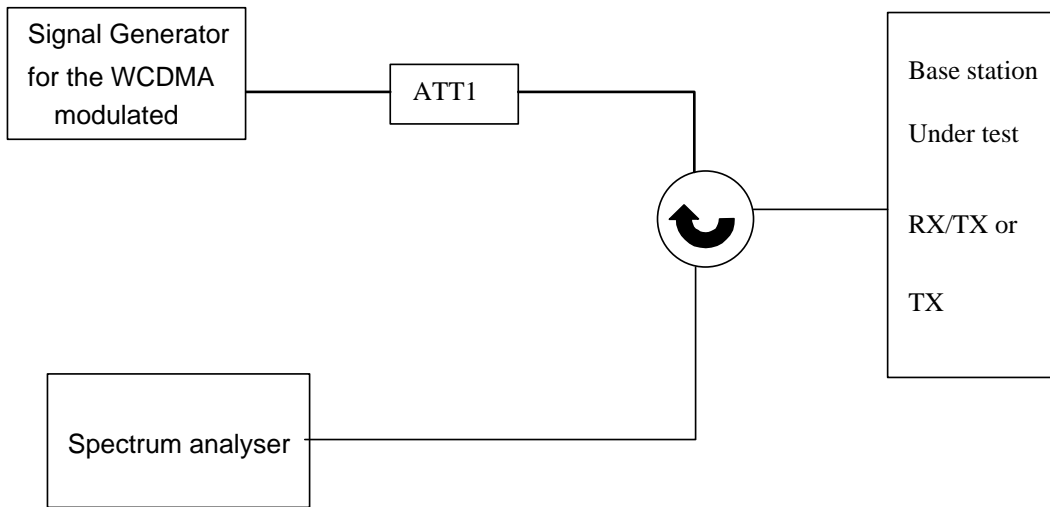 Signal Generator
for the WCDMA
modulated
ATT1
Base station
Under test
RX/TX or
TX
Spectrum analyser